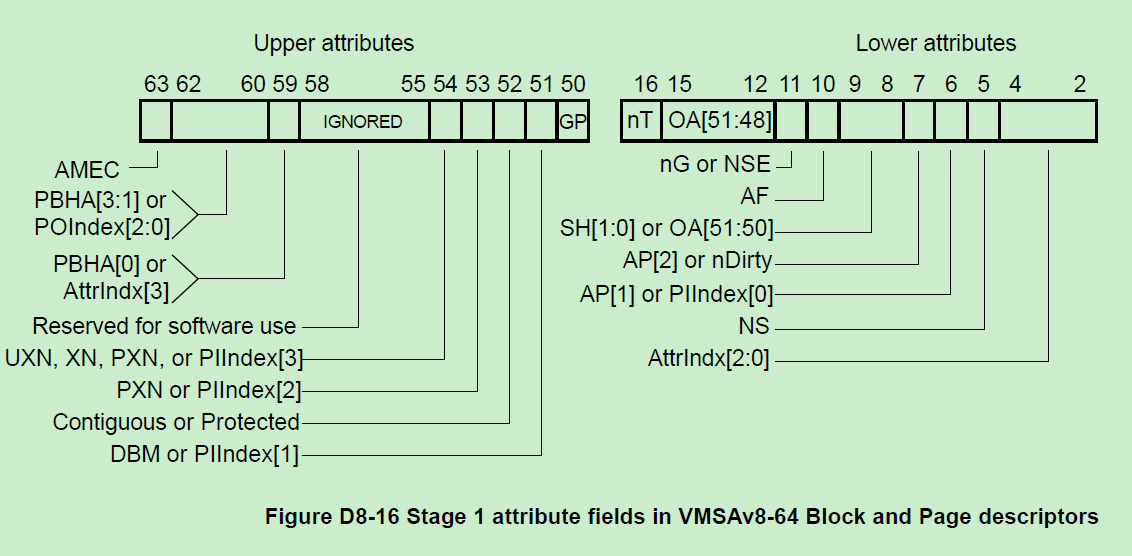 Upper attributes
Lower attributes
63 62 60 59 58 55 54 53 52 51 50
16 15 12 11 10 9 8 7 6 5 4 2
IGNORED
GP
nT
OA[51:48]
AMEC
PBHA[3:1] or
POIndex[2:0]
PBHA[0] or
AttrIndx[3]
Reserved for software use
UXN, XN, PXN, or PIIndex[3]
PXN or PIIndex[2]
Contiguous or Protected
DBM or PIIndex[1]
nG or NSE
AF
SH[1:0] or OA[51:50]
AP[2] or nDirty
AP[1] or PIIndex[0]
NS
AttrIndx[2:0]
Figure D8-16 Stage 1 attribute fields in VMSAv8-64 Block and Page descriptors